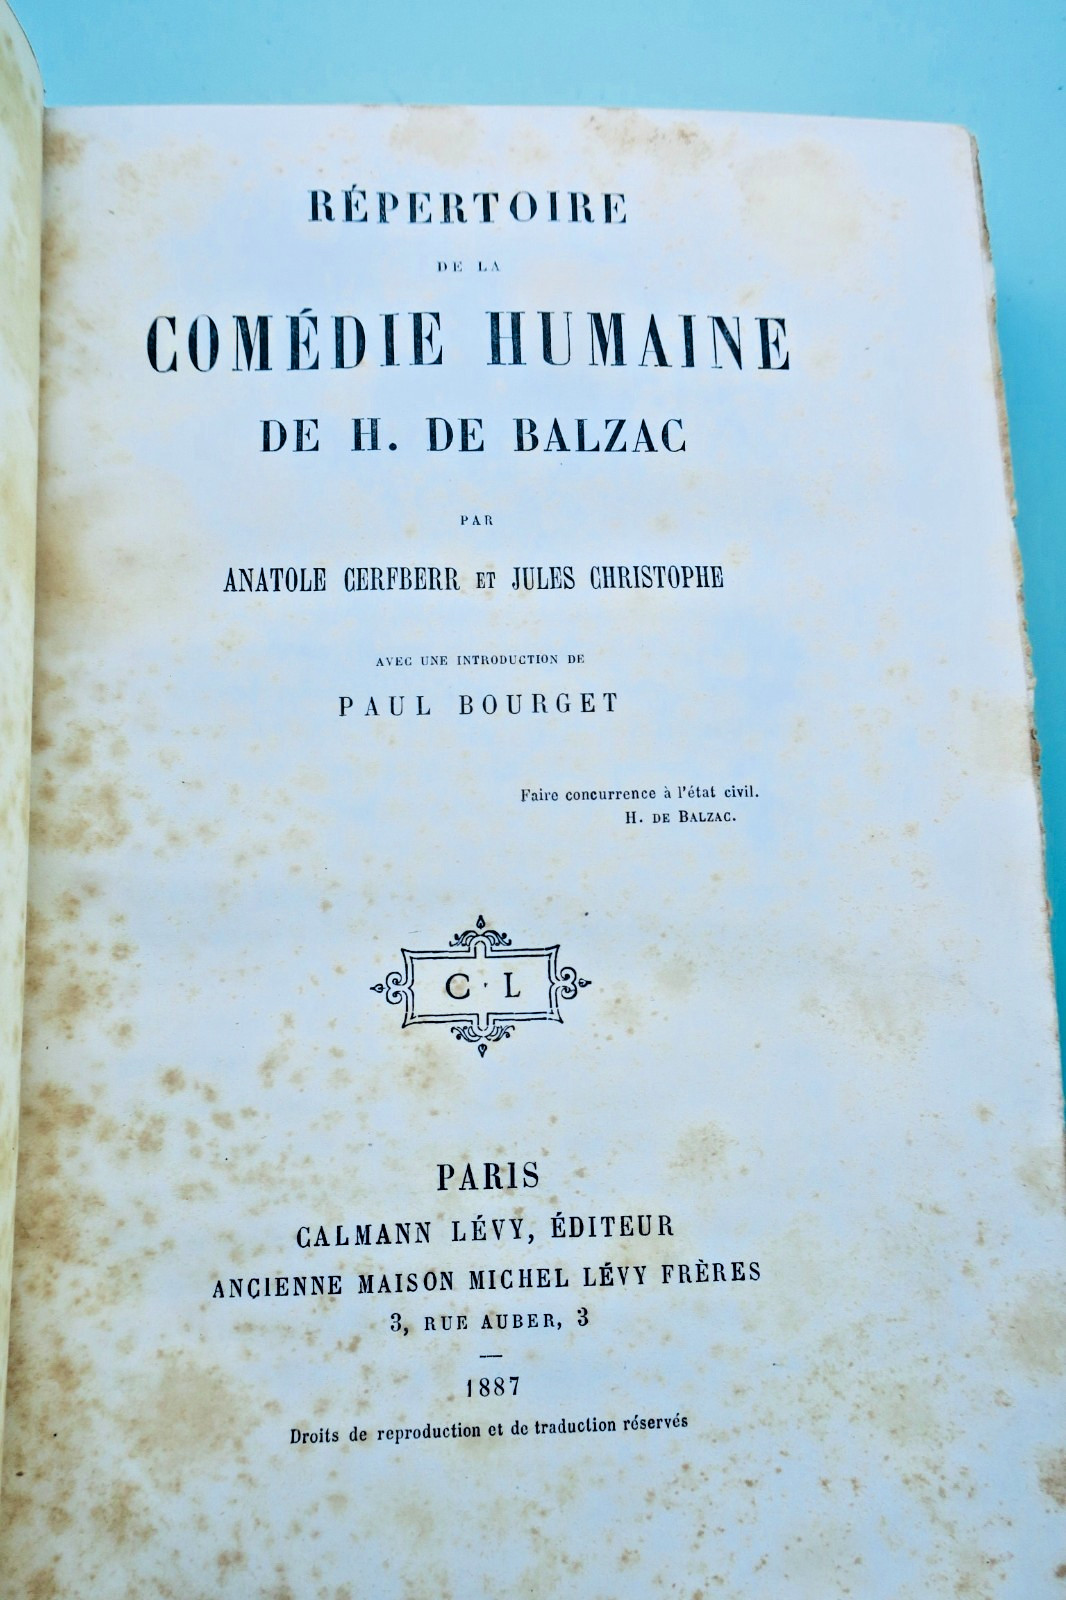 RÉPERTOIRE
DE LA
COMÉDIE HUMAINE
DE H. DE BALZAC
PAR
ANATOLE CERFBERR ET JULES CHRISTOPHE
AVEC UNE INTRODUCTION DE
PAUL BOURGET
Faire concurrence à l'état civil.
H. DE BALZAC.
C · L
PARIS
CALMANN LÉVY, ÉDITEUR
ANCIENNE MAISON MICHEL LÉVY FRÈRES
3, RUE AUBER, 3
1887
Droits de reproduction et de traduction réservés